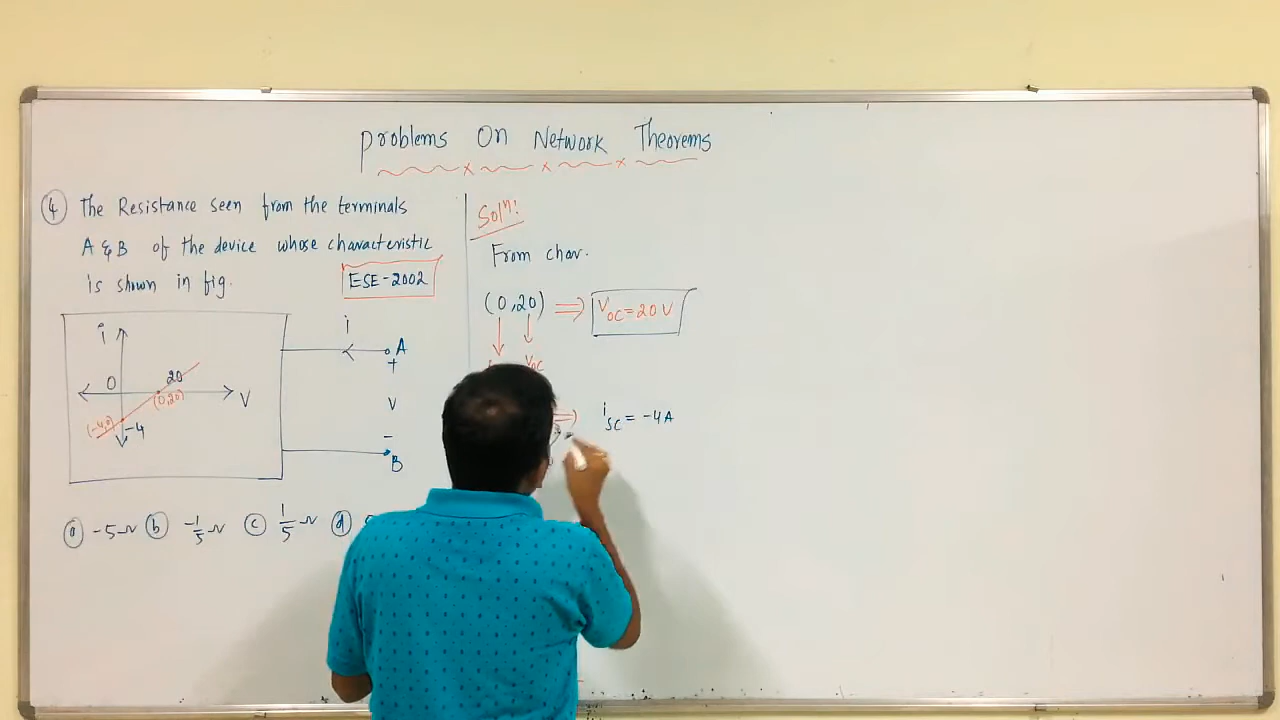 Problems On Network Theorems
④ The Resistance seen from the terminals
A & B of the device whose characteristic
is shown in fig.
ESE-2002
i
0
20
(0,20)
V
(-4,0)
-4
i
A
+
V
-
B
ⓐ -5Ω ⓑ -1/5 Ω ⓒ 1/5 Ω ⓓ
Solⁿ:
From char.
(0,20) ⇒ Voc = 20 V
Voc
⇒ isc = -4A